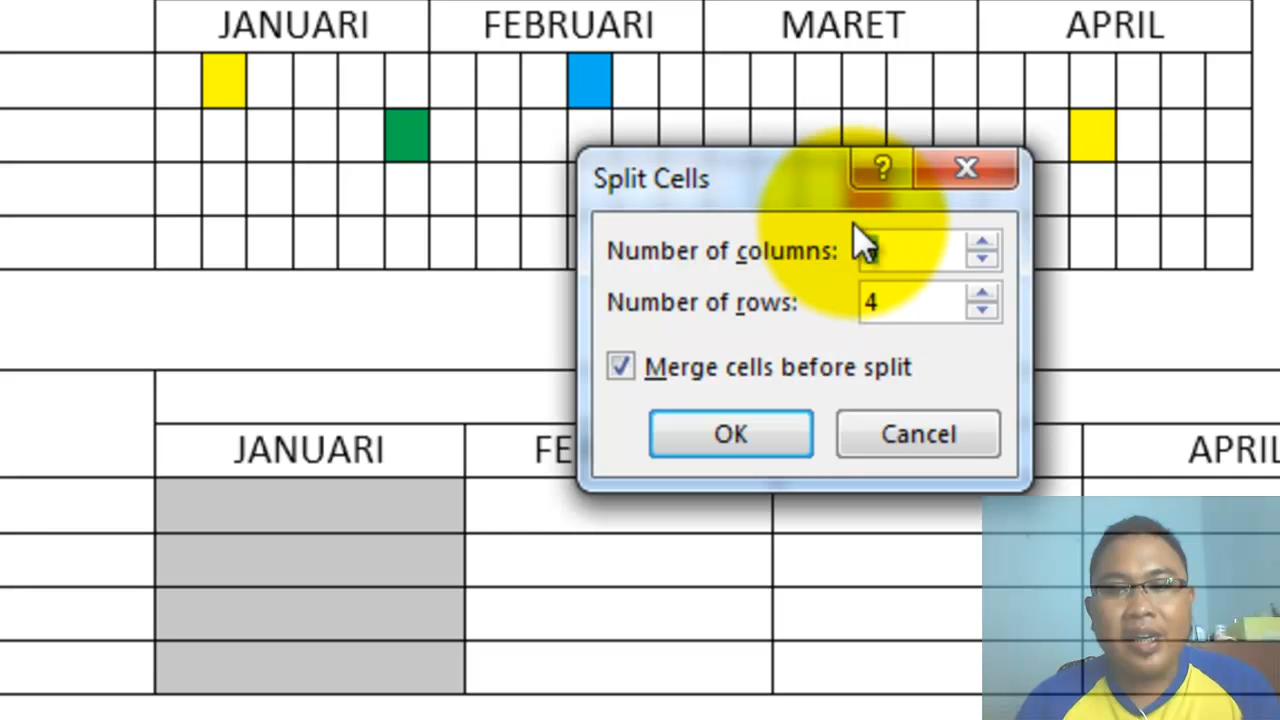 JANUARI FEBRUARI MARET APRIL
Split Cells
?
X
Number of columns:
Number of rows: 4
Merge cells before split
OK Cancel
JANUARI FE APRIL